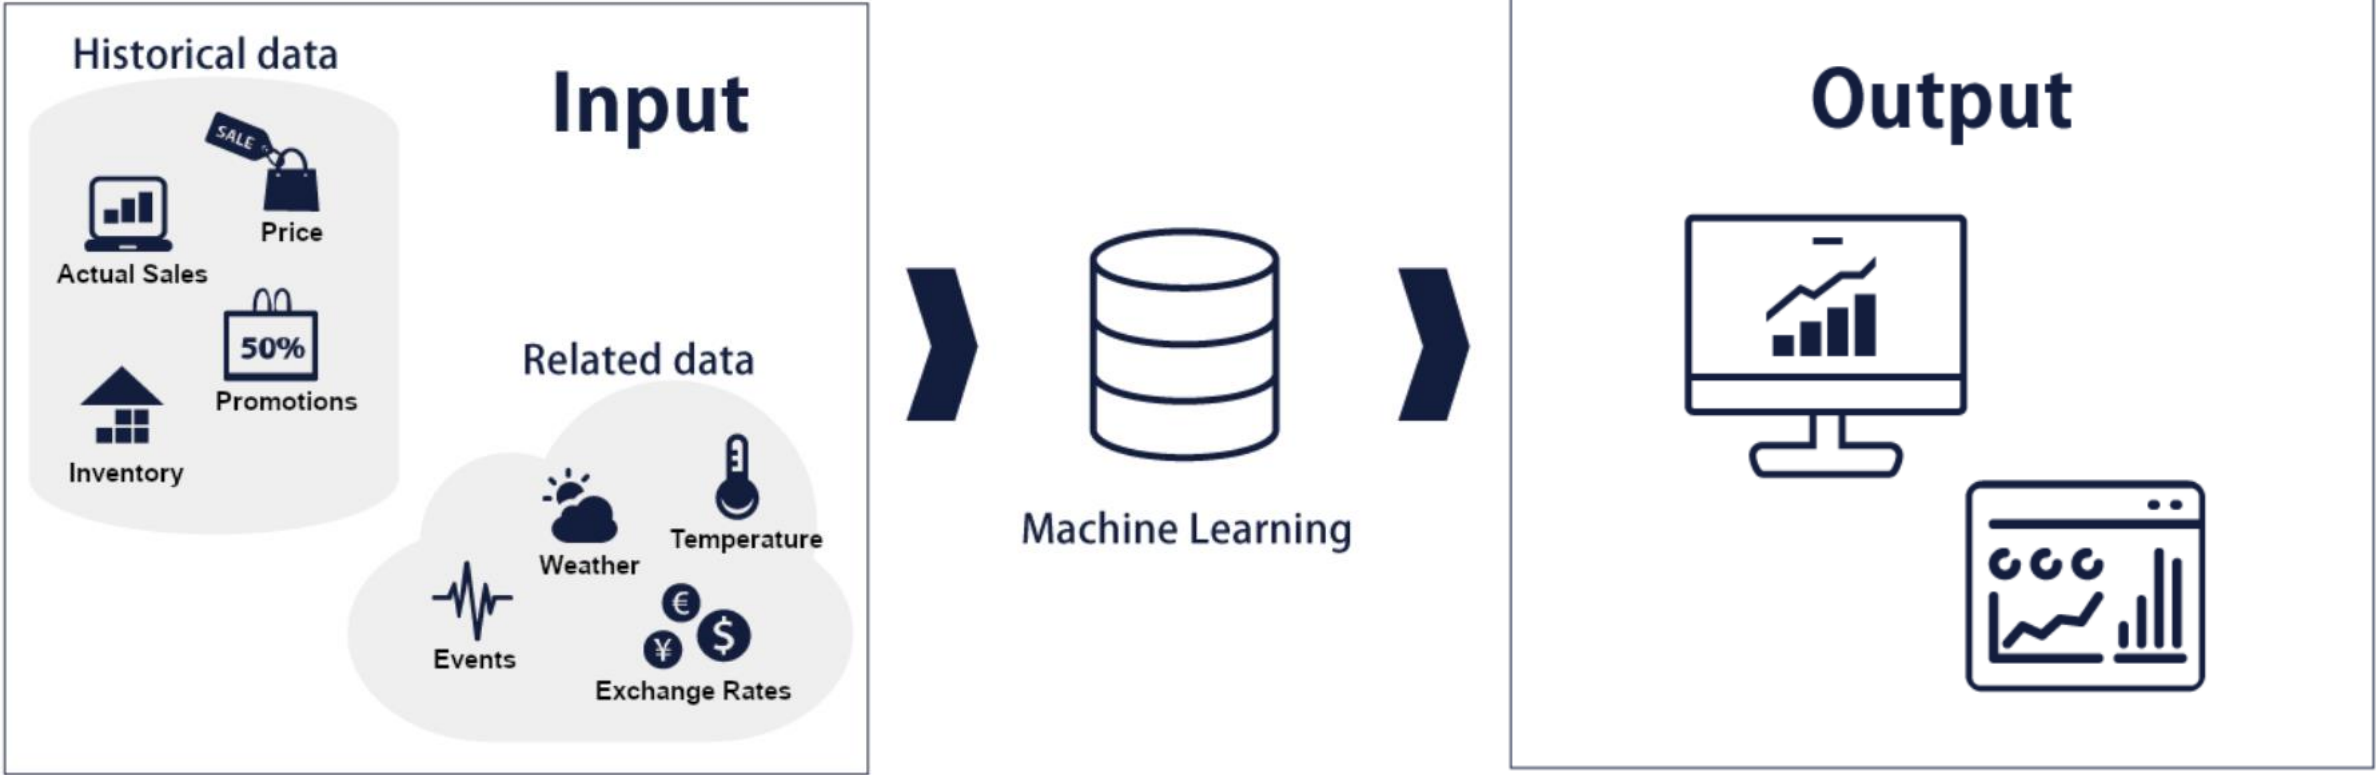 Historical data
Input
SALE
Price
Actual Sales
50%
Promotions
Inventory
Related data
Temperature
Weather
€
¥
$
Events
Exchange Rates
Machine Learning
Output